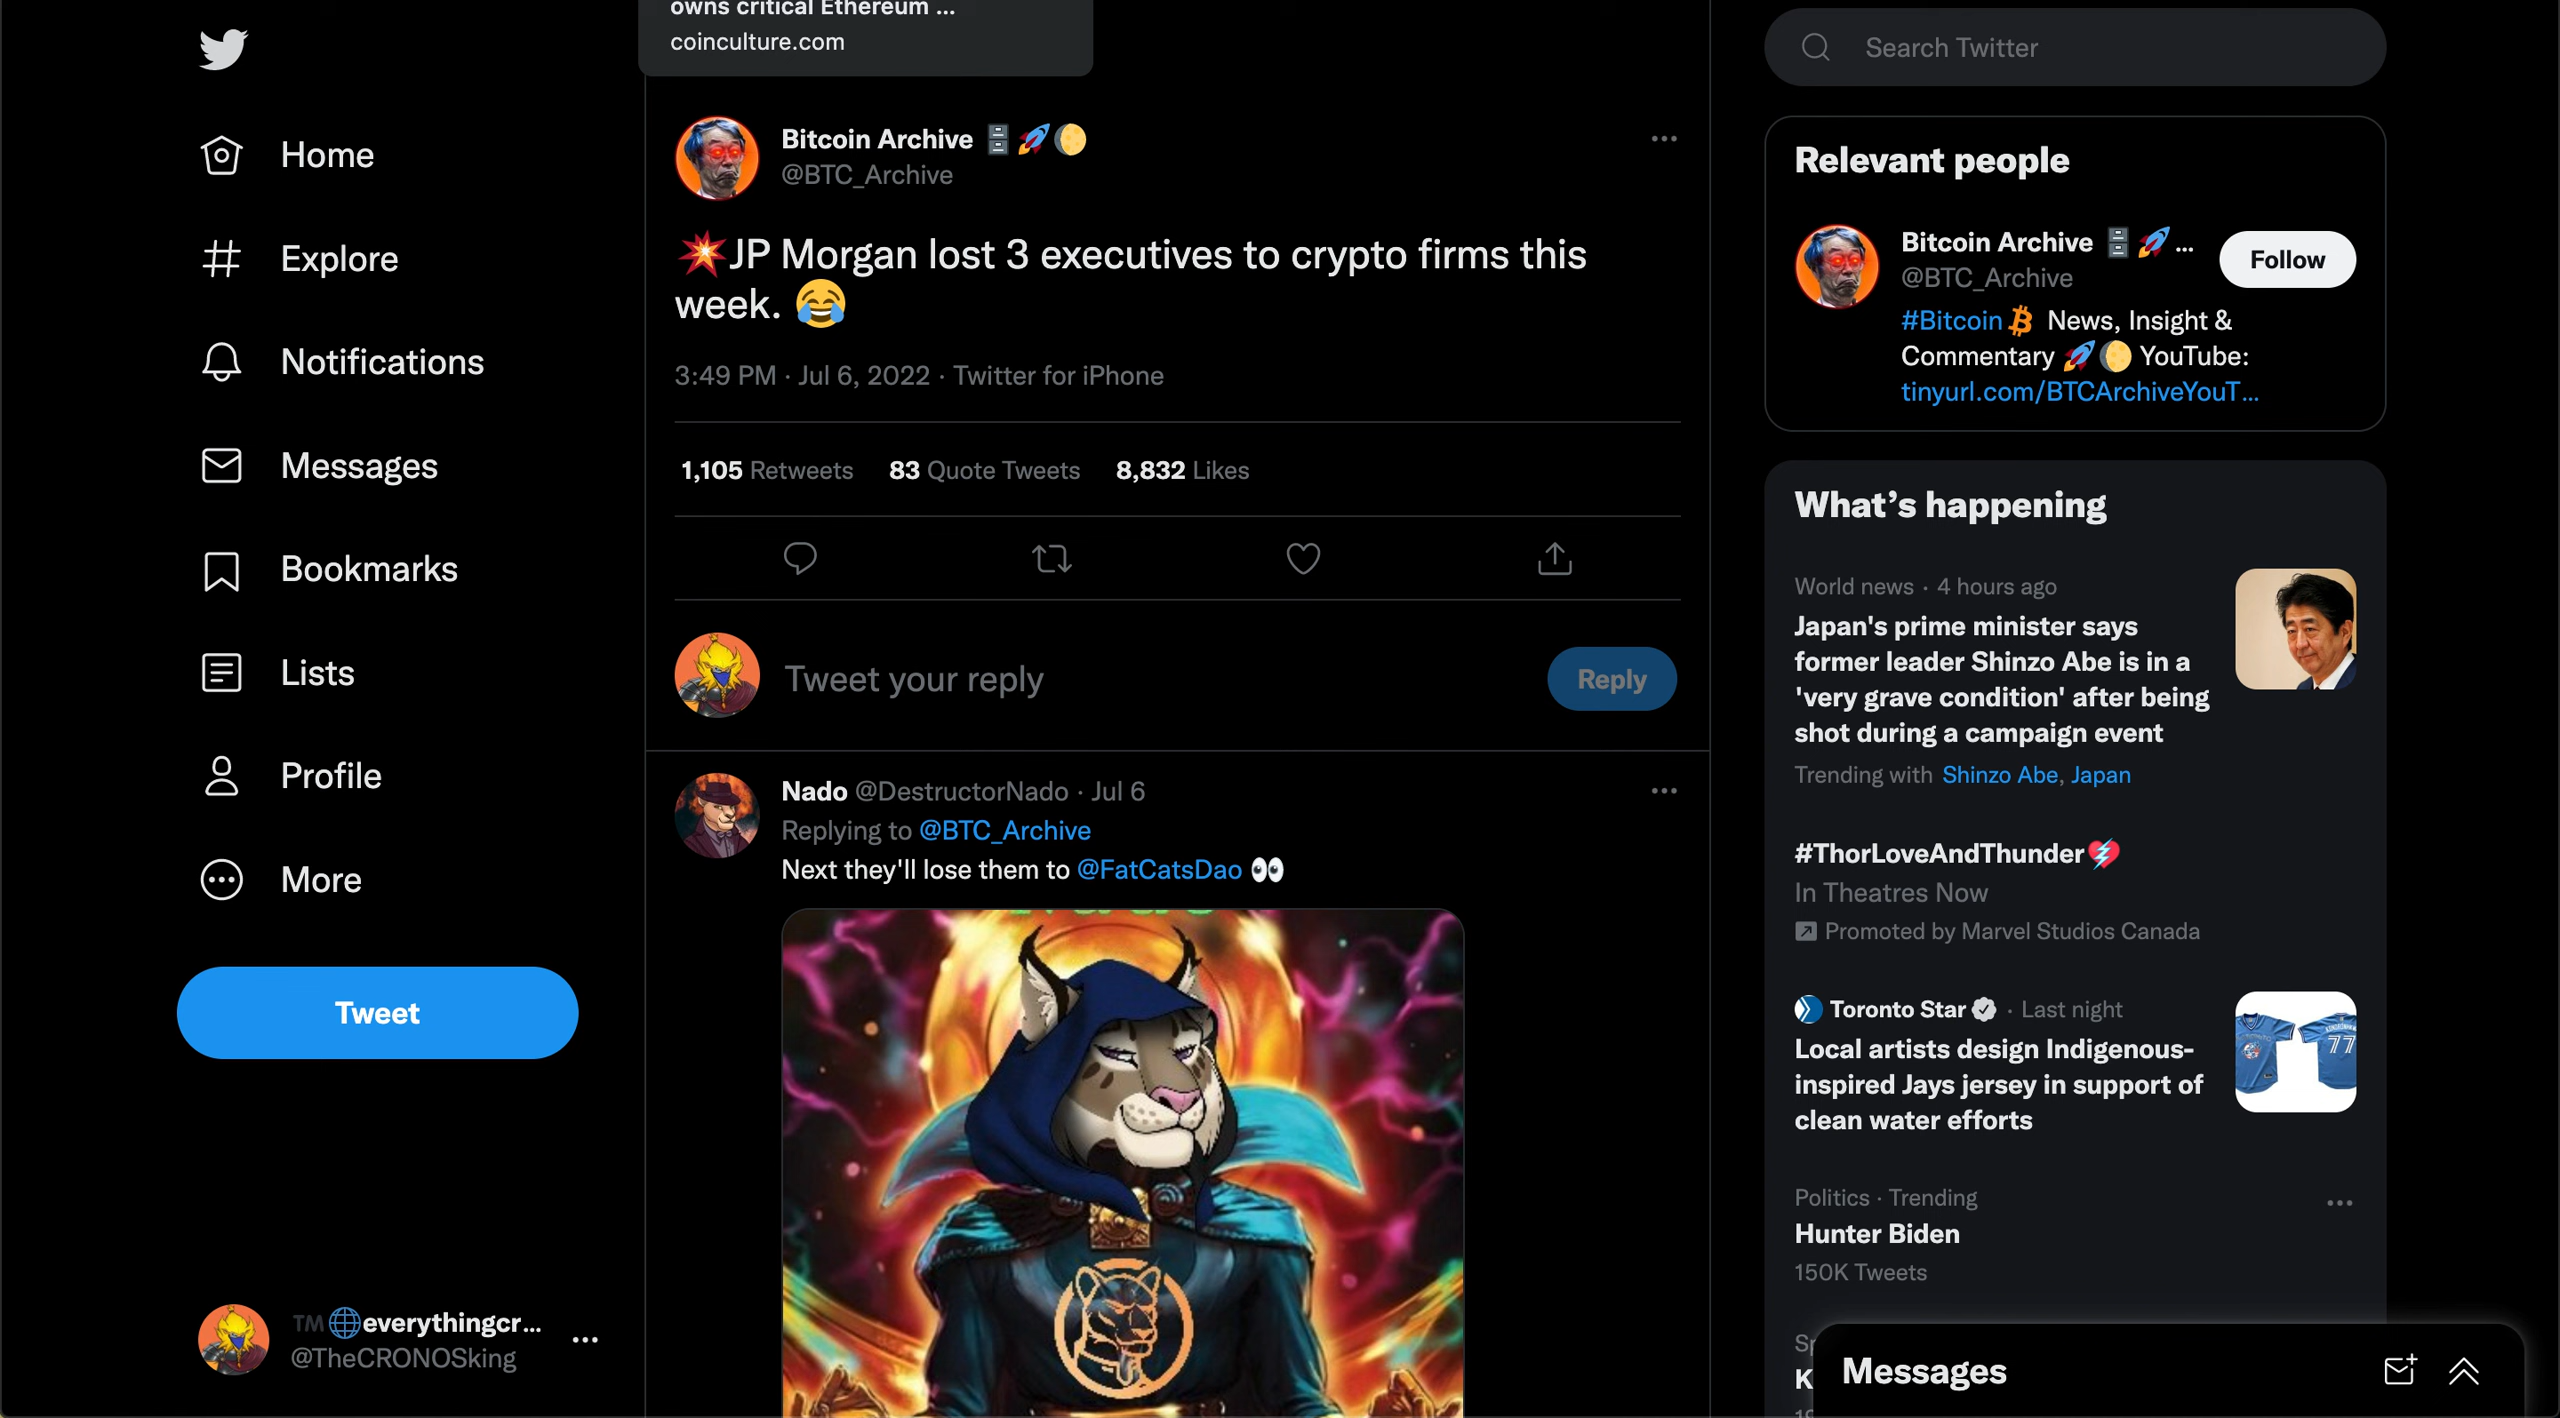 owns critical Ethereum ...
coinculture.com
Home
Explore
Notifications
Messages
Bookmarks
Lists
Profile
More
Tweet
TM🌐everythingcr...
@TheCRONOSking
Bitcoin Archive 🗄️🚀🌔
@BTC_Archive
💥JP Morgan lost 3 executives to crypto firms this
week. 😂
3:49 PM · Jul 6, 2022 · Twitter for iPhone
1,105 Retweets 83 Quote Tweets 8,832 Likes
Tweet your reply
Reply
Nado @DestructorNado · Jul 6
Replying to @BTC_Archive
Next they'll lose them to @FatCatsDao 👀
Search Twitter
Relevant people
Bitcoin Archive 🗄️🚀...
@BTC_Archive
Follow
#Bitcoin₿ News, Insight &
Commentary 🚀🌔 YouTube:
tinyurl.com/BTCArchiveYouT...
What's happening
World news · 4 hours ago
Japan's prime minister says
former leader Shinzo Abe is in a
'very grave condition' after being
shot during a campaign event
Trending with Shinzo Abe, Japan
#ThorLoveAndThunder
In Theatres Now
Promoted by Marvel Studios Canada
Toronto Star · Last night
Local artists design Indigenous-
inspired Jays jersey in support of
clean water efforts
77
Politics · Trending
Hunter Biden
150K Tweets
Messages